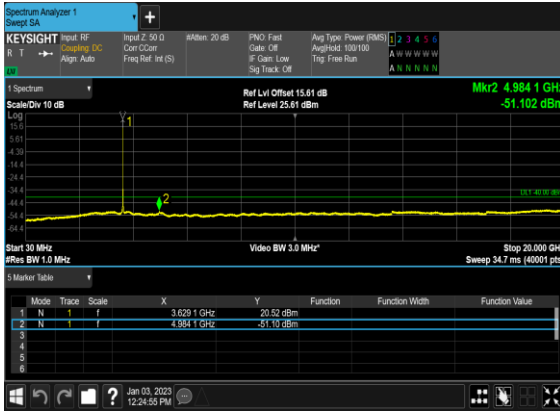 Spectrum Analyzer 1
Swept SA
+
KEYSIGHT Input: RF Input Z: 50 Ω #Atten: 20 dB PNO: Fast Avg Type: Power (RMS) 1 2 3 4 5 6
R T Coupling: DC Corr CCorr Gate: Off Avg|Hold: 100/100 A W W W W W
Align: Auto Freq Ref: Int (S) IF Gain: Low Trig: Free Run
Sig Track: Off A N N N N N
1 Spectrum Ref Lvl Offset 15.61 dB Mkr2 4.984 1 GHz
Scale/Div 10 dB Ref Level 25.61 dBm -51.102 dBm
Log
15.6
5.61
-4.39
-14.4
-24.4
-34.4
-44.4
-54.4
-64.4
1
2
DL1 -40.00 dBm
Start 30 MHz Video BW 3.0 MHz* Stop 20.000 GH
#Res BW 1.0 MHz Sweep 34.7 ms (40001 pts
5 Marker Table
Mode Trace Scale X Y Function Function Width Function Value
1 N 1 f 3.629 1 GHz 20.52 dBm
2 N 1 f 4.984 1 GHz -51.10 dBm
3
4
5
6
? Jan 03, 2023
12:24:55 PM